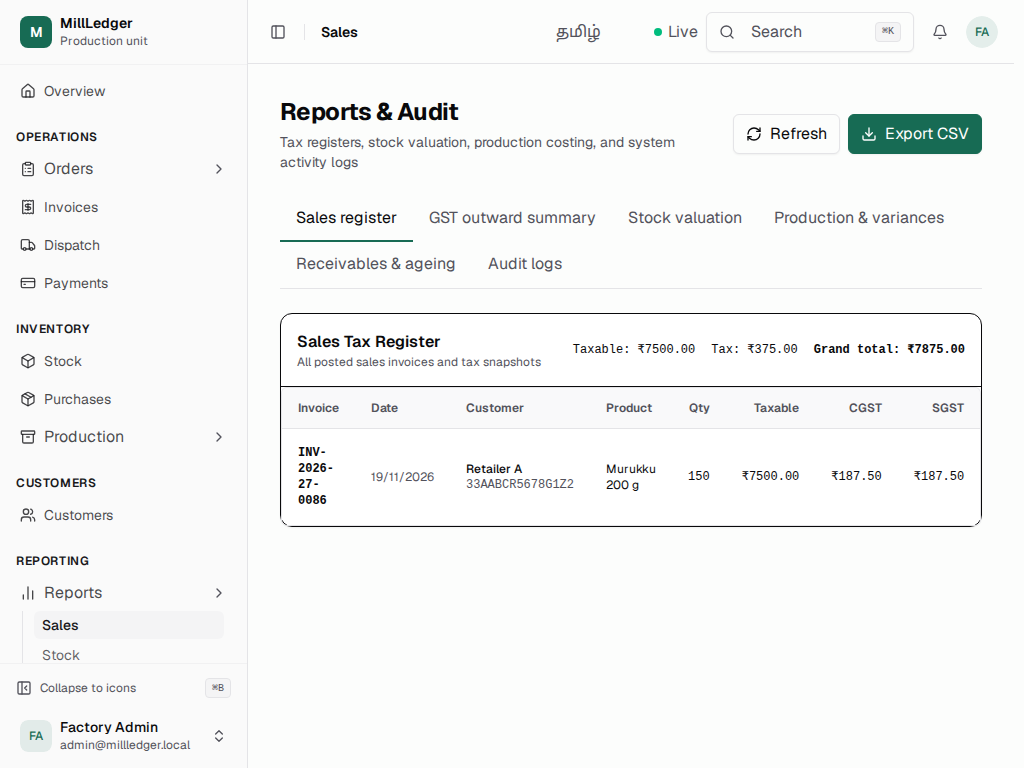 M
MillLedger
Production unit
Overview
OPERATIONS
Orders
Invoices
Dispatch
Payments
INVENTORY
Stock
Purchases
Production
CUSTOMERS
Customers
REPORTING
Reports
Sales
Stock
Collapse to icons ⌘B
FA
Factory Admin
admin@millledger.local
Sales
தமிழ்
Live
Search ⌘K
FA
Reports & Audit
Tax registers, stock valuation, production costing, and system
activity logs
Refresh
Export CSV
Sales register GST outward summary Stock valuation Production & variances
Receivables & ageing Audit logs
Sales Tax Register
All posted sales invoices and tax snapshots
Taxable: ₹7500.00 Tax: ₹375.00 Grand total: ₹7875.00
Invoice Date Customer Product Qty Taxable CGST SGST
INV-
2026-
27-
0086
19/11/2026
Retailer A
33AABCR5678G1Z2
Murukku
200 g
150 ₹7500.00 ₹187.50 ₹187.50